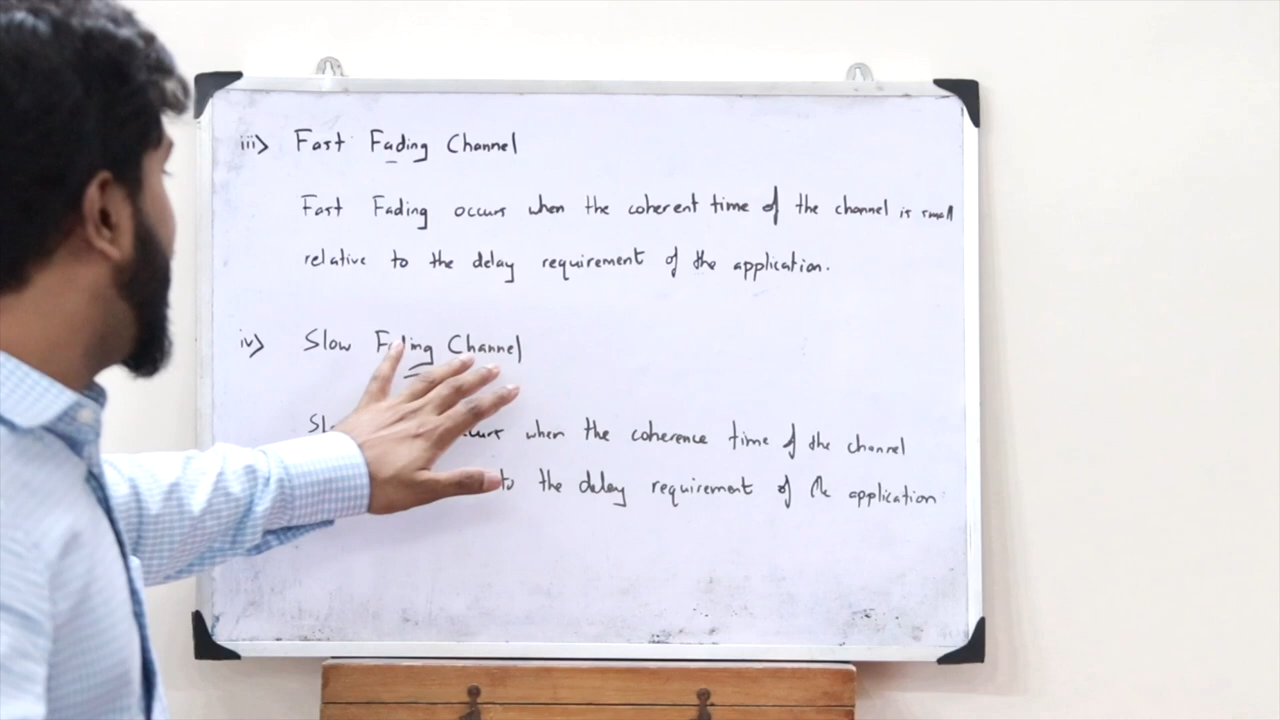 iii> Fast Fading Channel
Fast Fading occurs when the coherent time of the channel is small
relative to the delay requirement of the application.
iv> Slow Fading Channel
when the coherence time of the channel
to the delay requirement of the application